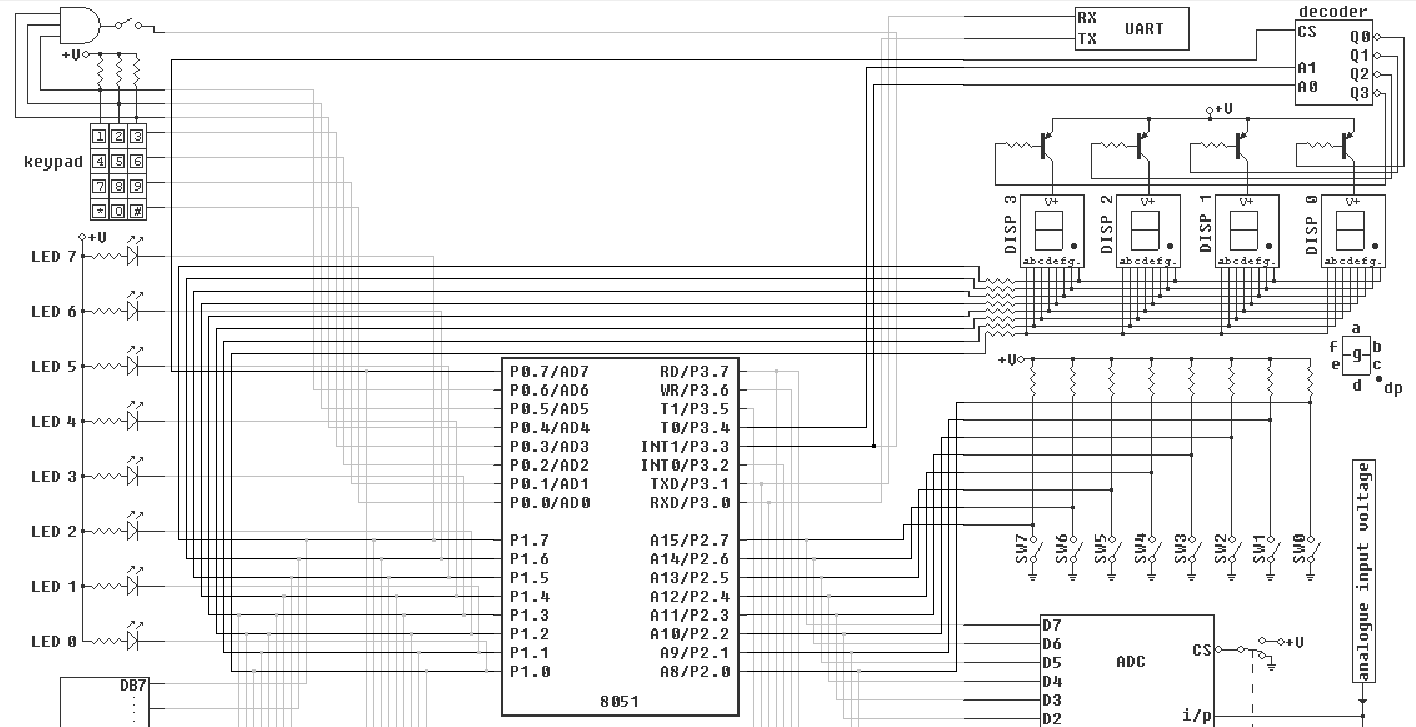 decoder
RX
TX
UART
CS
A1
A0
Q0
Q1
Q2
Q3
+V
+V
1 2 3
4 5 6
7 8 9
* 0 #
keypad
+V
LED 7
LED 6
LED 5
LED 4
LED 3
LED 2
LED 1
LED 0
DISP 3
V+
abcdefg.
DISP 2
V+
abcdefg.
DISP 1
V+
abcdefg.
DISP 0
V+
abcdefg.
a
f g b
e c
d dp
P0.7/AD7 RD/P3.7
P0.6/AD6 WR/P3.6
P0.5/AD5 T1/P3.5
P0.4/AD4 T0/P3.4
P0.3/AD3 INT1/P3.3
P0.2/AD2 INT0/P3.2
P0.1/AD1 TXD/P3.1
P0.0/AD0 RXD/P3.0
P1.7 A15/P2.7
P1.6 A14/P2.6
P1.5 A13/P2.5
P1.4 A12/P2.4
P1.3 A11/P2.3
P1.2 A10/P2.2
P1.1 A9/P2.1
P1.0 A8/P2.0
8051
+V
SW7 SW6 SW5 SW4 SW3 SW2 SW1 SW0
analogue input voltage
D7
D6
D5
D4
D3
D2
ADC
CS
+V
i/p
DB7